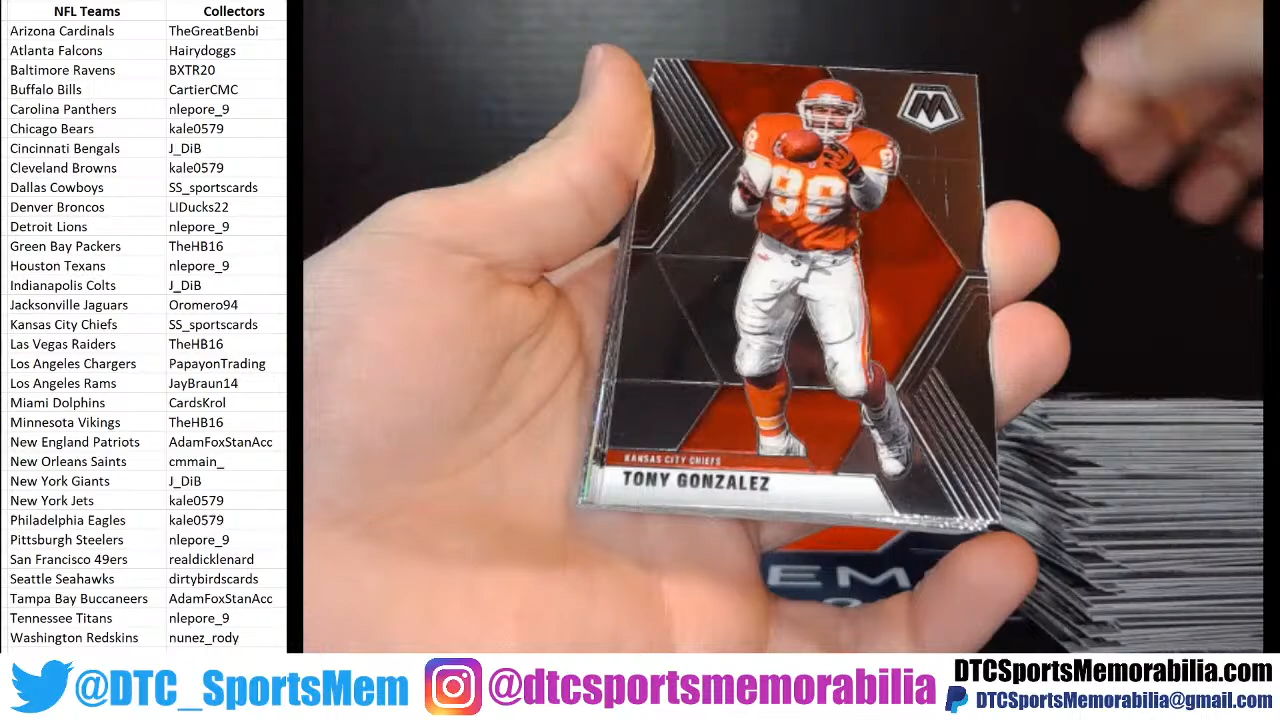 NFL Teams Collectors
Arizona Cardinals TheGreatBenbi
Atlanta Falcons Hairydoggs
Baltimore Ravens BXTR20
Buffalo Bills CartierCMC
Carolina Panthers nlepore_9
Chicago Bears kale0579
Cincinnati Bengals J_DiB
Cleveland Browns kale0579
Dallas Cowboys SS_sportscards
Denver Broncos LIDucks22
Detroit Lions nlepore_9
Green Bay Packers TheHB16
Houston Texans nlepore_9
Indianapolis Colts J_DiB
Jacksonville Jaguars Oromero94
Kansas City Chiefs SS_sportscards
Las Vegas Raiders TheHB16
Los Angeles Chargers PapayonTrading
Los Angeles Rams JayBraun14
Miami Dolphins CardsKrol
Minnesota Vikings TheHB16
New England Patriots AdamFoxStanAcc
New Orleans Saints cmmain_
New York Giants J_DiB
New York Jets kale0579
Philadelphia Eagles kale0579
Pittsburgh Steelers nlepore_9
San Francisco 49ers realdicklenard
Seattle Seahawks dirtybirdscards
Tampa Bay Buccaneers AdamFoxStanAcc
Tennessee Titans nlepore_9
Washington Redskins nunez_rody
M
88
KANSAS CITY CHIEFS
TONY GONZALEZ
@DTC_SportsMem
@dtcsportsmemorabilia
DTCSportsMemorabilia.com
DTCSportsMemorabilia@gmail.com